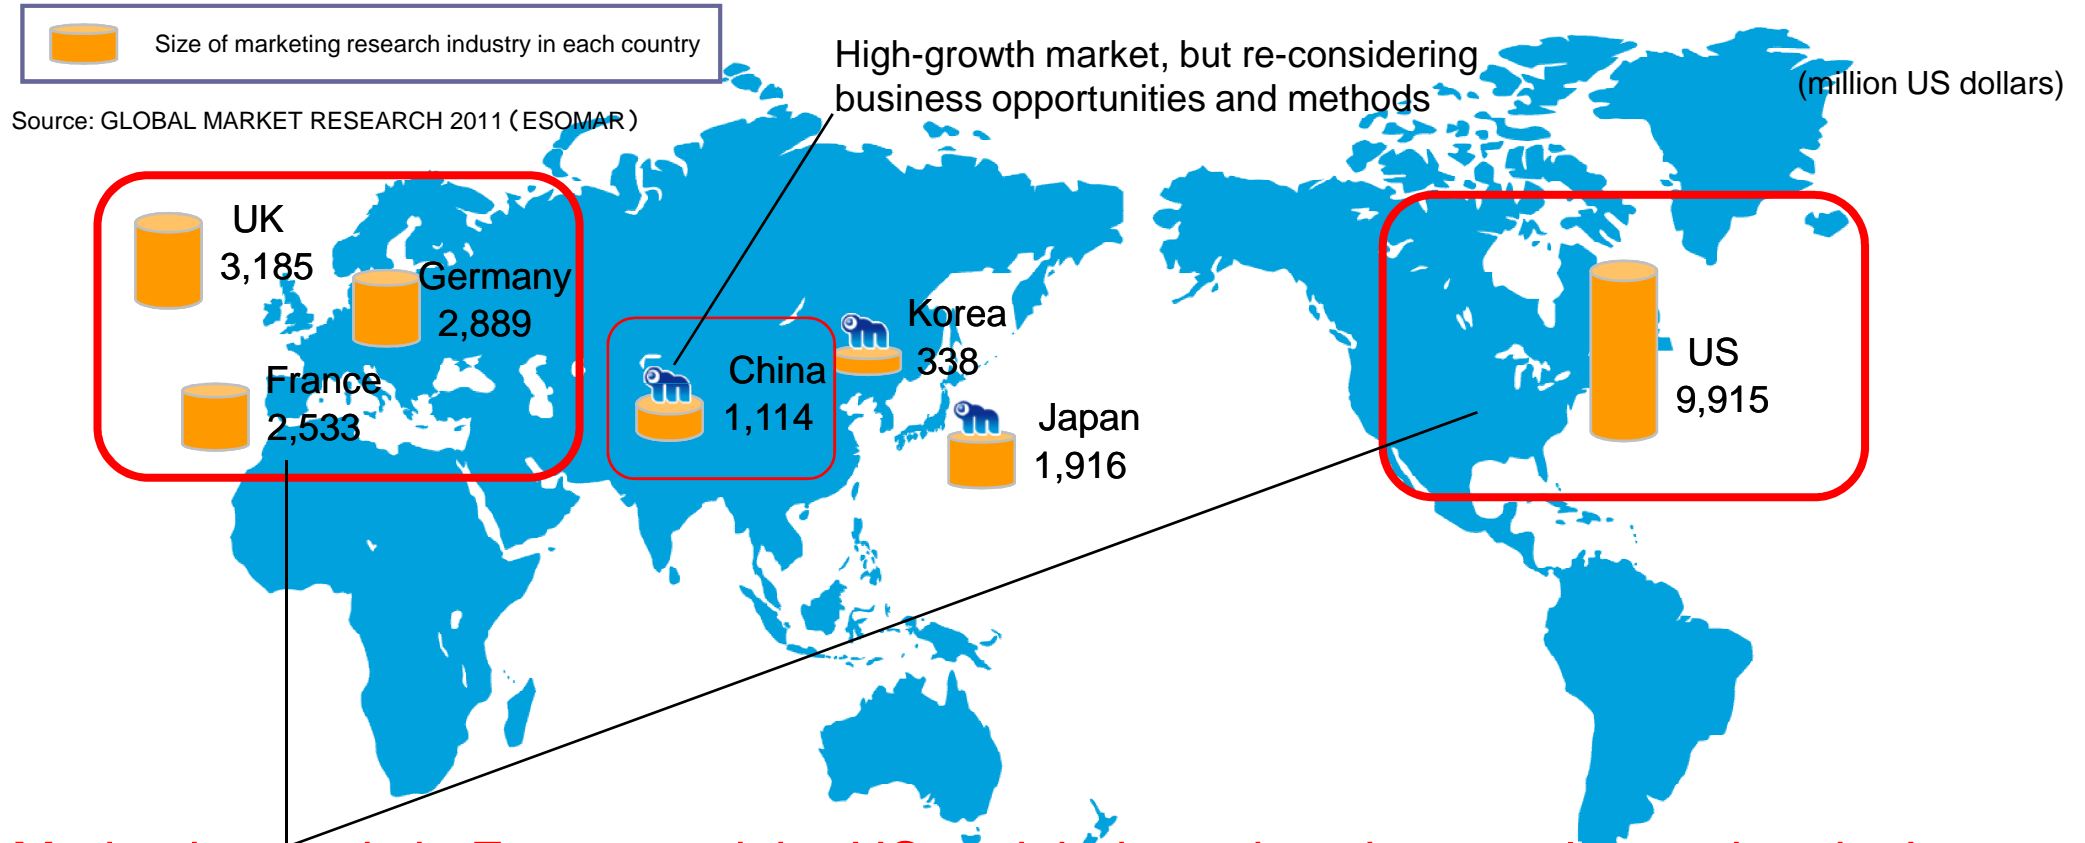 Size of marketing research industry in each country
Source: GLOBAL MARKET RESEARCH 2011（ESOMAR）
High-growth market, but re-considering
business opportunities and methods
(million US dollars)
UK
3,185
Germany
2,889
France
2,533
China
1,114
Korea
338
Japan
1,916
US
9,915